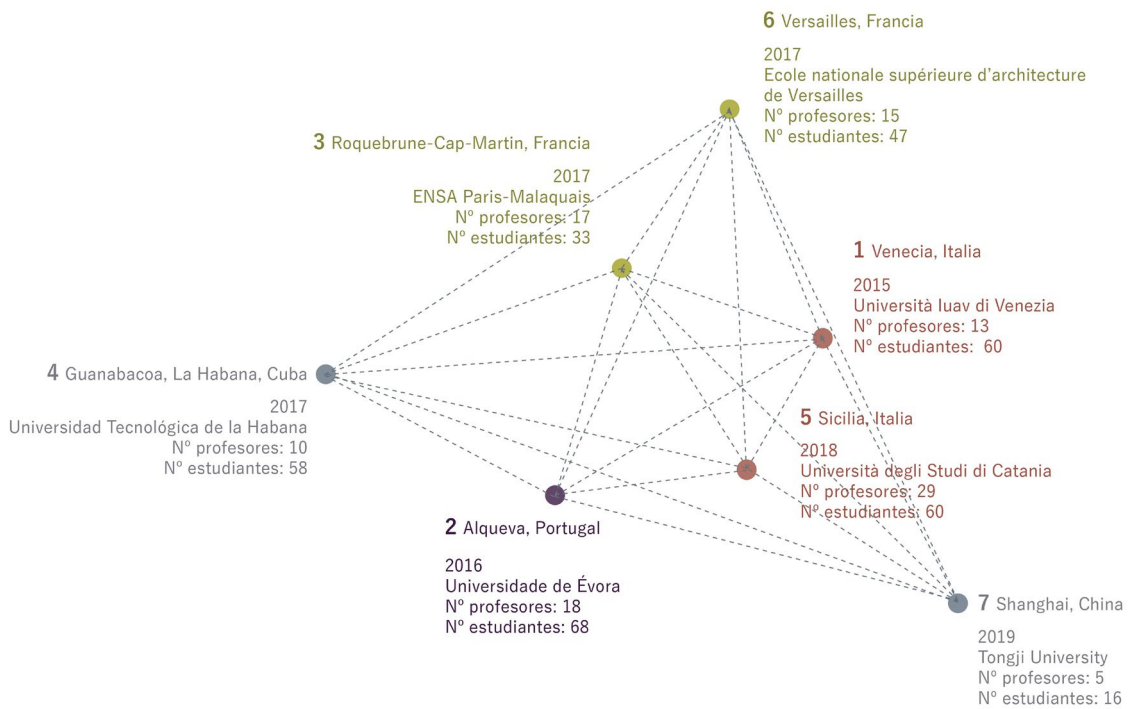 6 Versailles, Francia
2017
Ecole nationale supérieure d'architecture
de Versailles
Nº profesores: 15
Nº estudiantes: 47
3 Roquebrune-Cap-Martin, Francia
2017
ENSA Paris-Malaquais
Nº profesores: 17
Nº estudiantes: 33
1 Venecia, Italia
2015
Università Iuav di Venezia
Nº profesores: 13
Nº estudiantes: 60
4 Guanabacoa, La Habana, Cuba
2017
Universidad Tecnológica de la Habana
Nº profesores: 10
Nº estudiantes: 58
5 Sicilia, Italia
2018
Università degli Studi di Catania
Nº profesores: 29
Nº estudiantes: 60
2 Alqueva, Portugal
2016
Universidade de Évora
Nº profesores: 18
Nº estudiantes: 68
7 Shanghai, China
2019
Tongji University
Nº profesores: 5
Nº estudiantes: 16